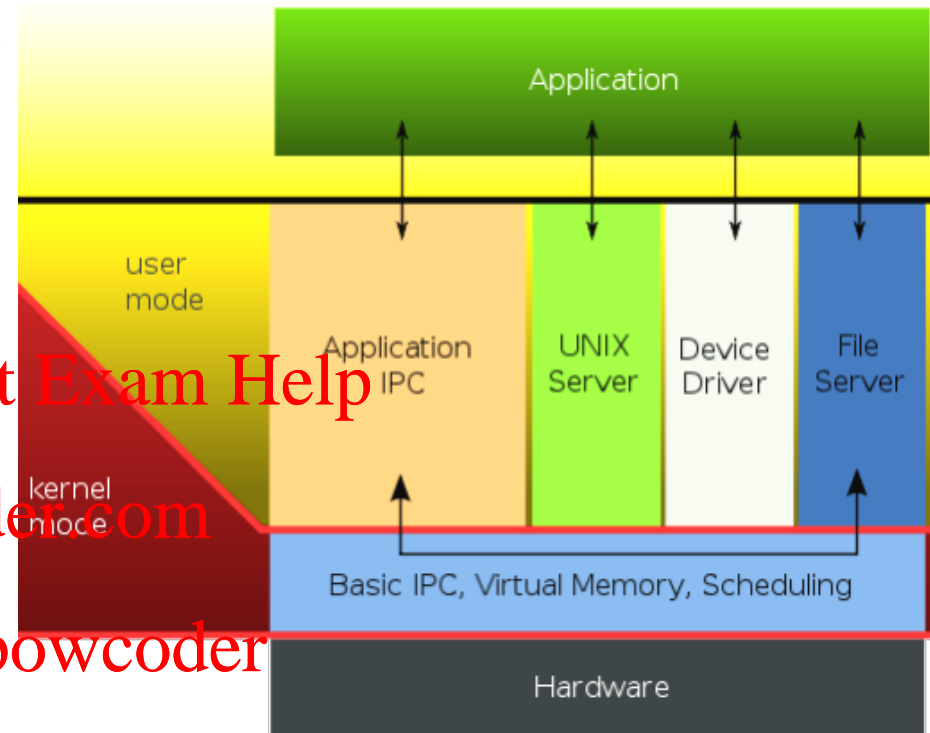 Application
user
mode
Application
IPC
UNIX
Server
Device
Driver
File
Server
t Exam Help
kernel
mode
der.com
Basic IPC, Virtual Memory, Scheduling
powcoder
Hardware